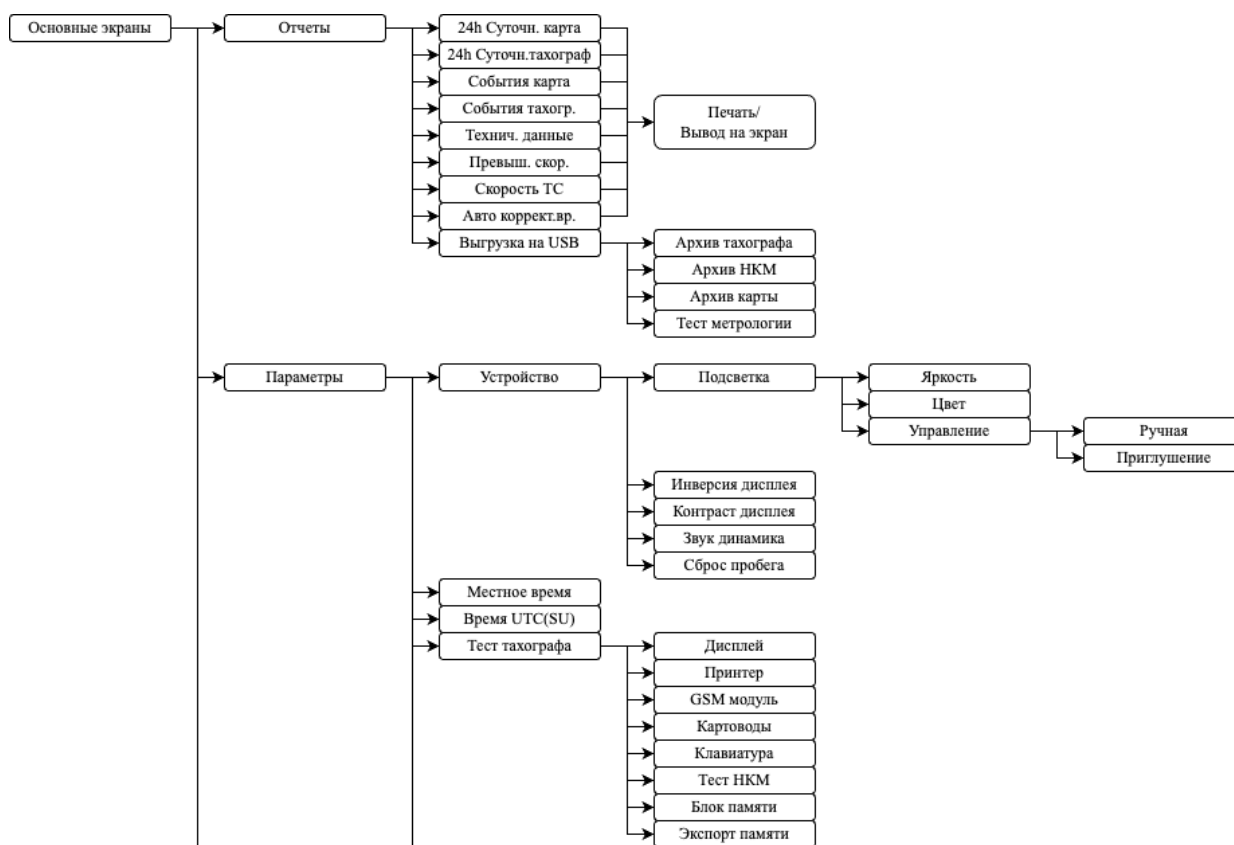 Основные экраны
Отчеты
24h Суточн. карта
24h Суточн.тахограф
События карта
События тахогр.
Технич. данные
Превыш. скор.
Скорость ТС
Авто коррект.вр.
Выгрузка на USB
Печать/
Вывод на экран
Архив тахографа
Архив НКМ
Архив карты
Тест метрологии
Параметры
Устройство
Подсветка
Яркость
Цвет
Управление
Ручная
Приглушение
Инверсия дисплея
Контраст дисплея
Звук динамика
Сброс пробега
Местное время
Время UTC(SU)
Тест тахографа
Дисплей
Принтер
GSM модуль
Картоводы
Клавиатура
Тест НКМ
Блок памяти
Экспорт памяти